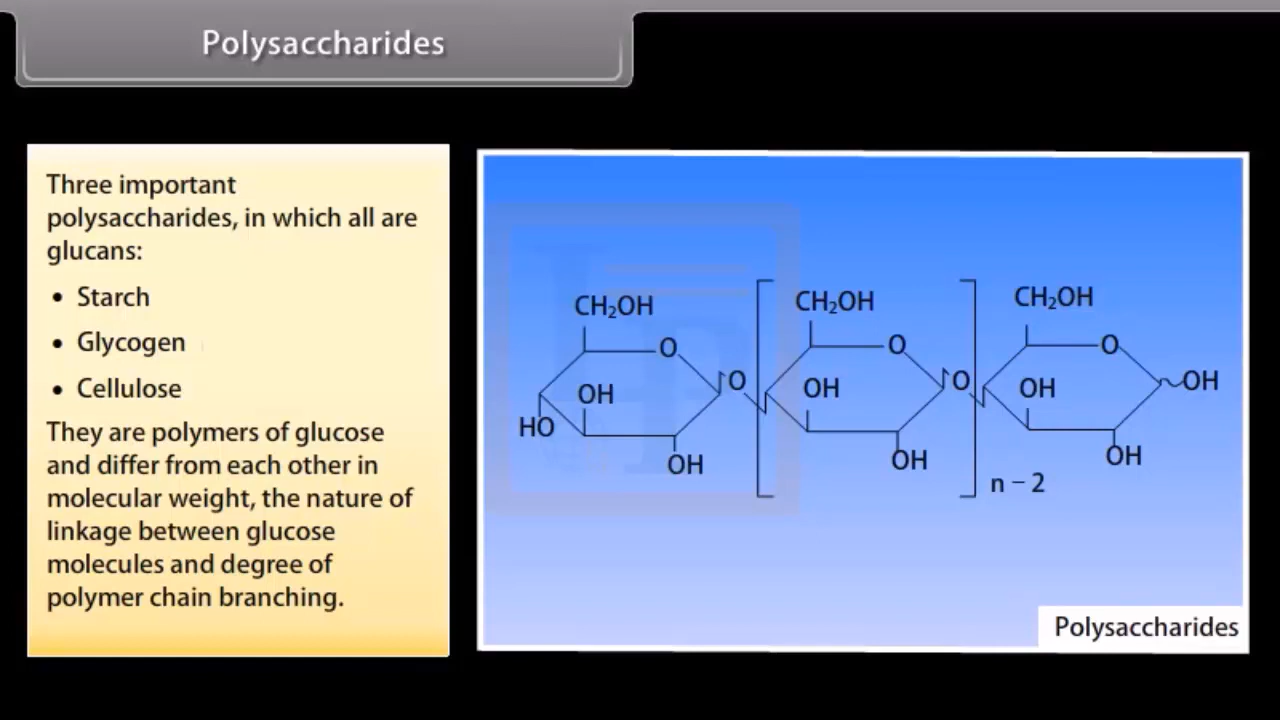 Polysaccharides
Three important
polysaccharides, in which all are
glucans:
• Starch
• Glycogen
• Cellulose
They are polymers of glucose
and differ from each other in
molecular weight, the nature of
linkage between glucose
molecules and degree of
polymer chain branching.
CH₂OH CH₂OH CH₂OH
O O O
OH O OH O OH OH
HO
OH OH OH
n – 2
Polysaccharides